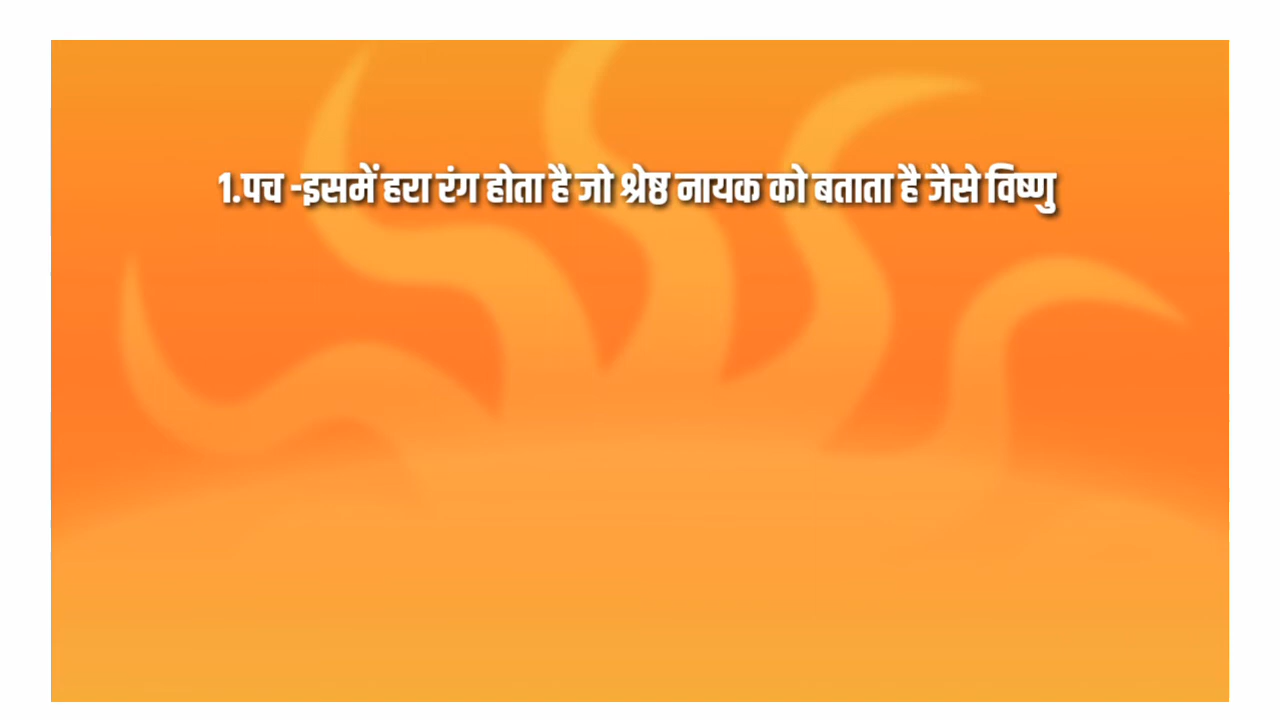 1.पच -इसमें हरा रंग होता है जो श्रेष्ठ नायक को बताता है जैसे विष्णु